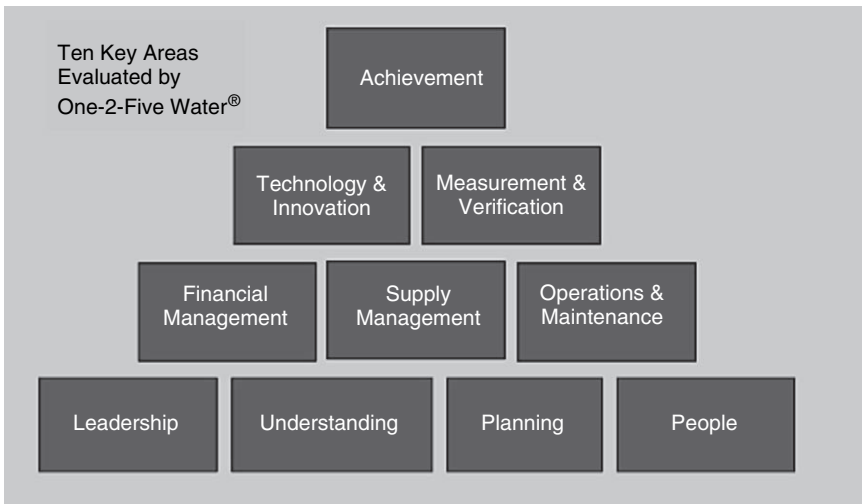 Ten Key Areas
Evaluated by
One-2-Five Water®
Achievement
Technology &
Innovation
Measurement &
Verification
Financial
Management
Supply
Management
Operations &
Maintenance
Leadership
Understanding
Planning
People